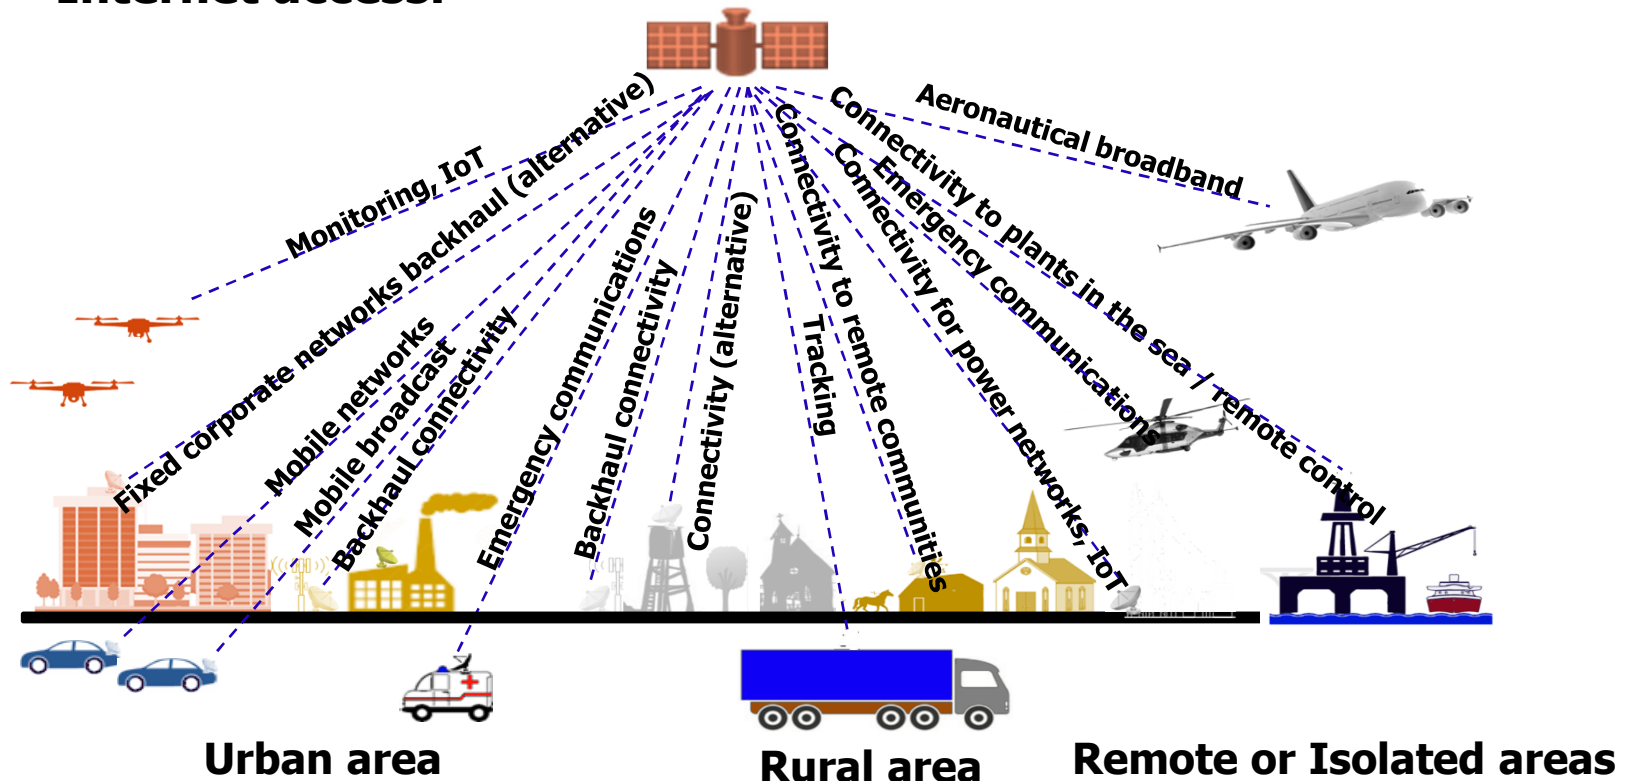 Internet access.
Monitoring, IoT
Fixed corporate networks backhaul (alternative)
Mobile networks
Mobile broadcast
Backhaul connectivity
Emergency communications
Backhaul connectivity
Connectivity (alternative)
Tracking
Connectivity to remote communities
Connectivity for power networks, IoT
Emergency communications
Connectivity to plants in the sea / remote control
Aeronautical broadband
Urban area
Rural area
Remote or Isolated areas